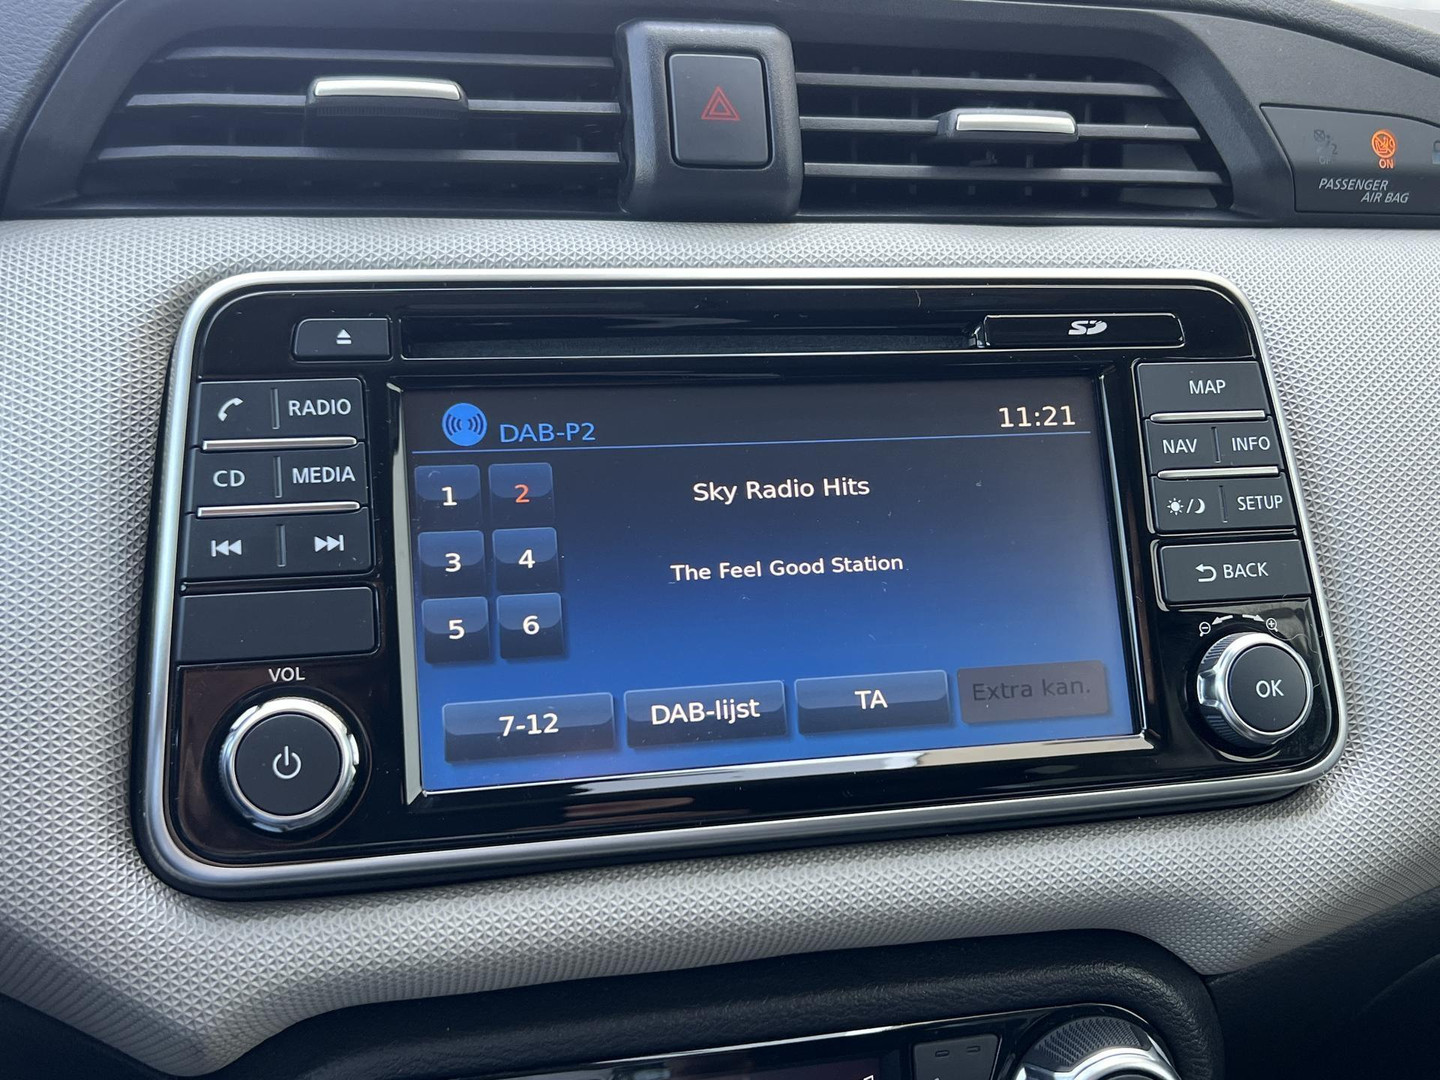 ON
PASSENGER
AIR BAG
SD
RADIO
MAP
CD
MEDIA
NAV
INFO
SETUP
BACK
VOL
OK
DAB-P2
11:21
1
2
Sky Radio Hits
3
4
The Feel Good Station
5
6
7-12
DAB-lijst
TA
Extra kan.